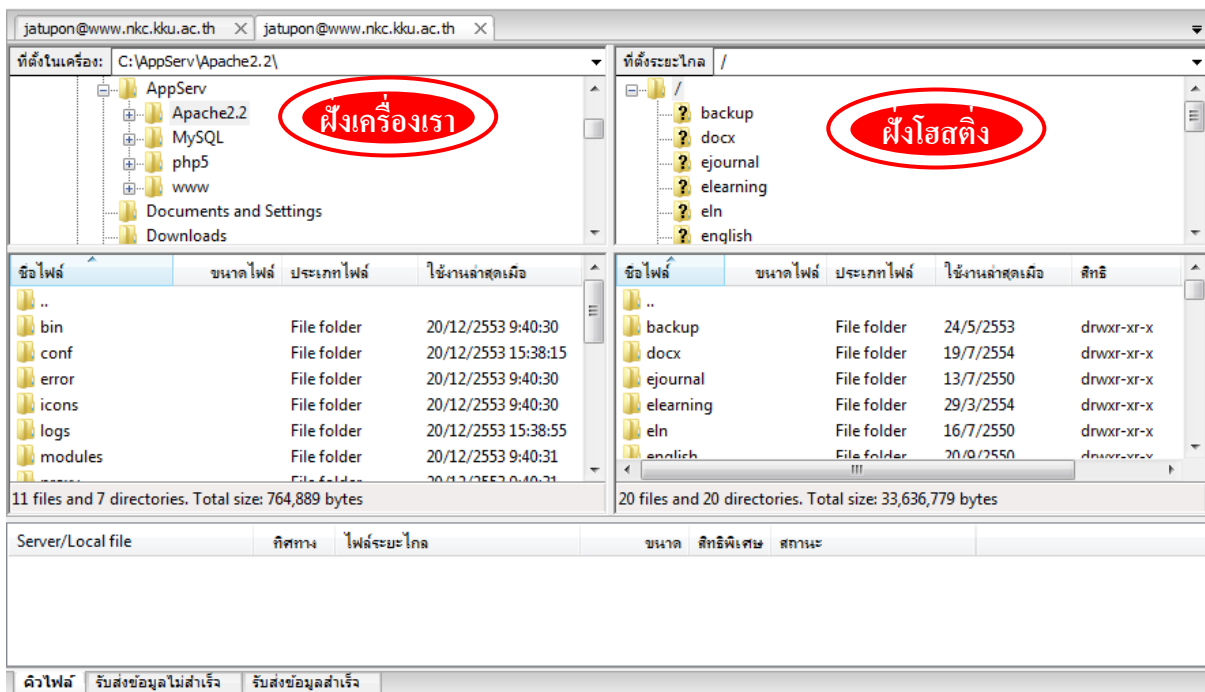 jatupon@www.nkc.kku.ac.th jatupon@www.nkc.kku.ac.th
ที่ตั้งในเครื่อง: C:\AppServ\Apache2.2\
AppServ
Apache2.2
MySQL
php5
www
Documents and Settings
Downloads
ฝั่งเครื่องเรา
ที่ตั้งระยะไกล /
/
backup
docx
ejournal
elearning
eln
english
ฝั่งโฮสติ่ง
ชื่อไฟล์ ขนาดไฟล์ ประเภทไฟล์ ใช้งานล่าสุดเมื่อ
..
bin File folder 20/12/2553 9:40:30
conf File folder 20/12/2553 15:38:15
error File folder 20/12/2553 9:40:30
icons File folder 20/12/2553 9:40:30
logs File folder 20/12/2553 15:38:55
modules File folder 20/12/2553 9:40:31
11 files and 7 directories. Total size: 764,889 bytes
ชื่อไฟล์ ขนาดไฟล์ ประเภทไฟล์ ใช้งานล่าสุดเมื่อ สิทธิ
..
backup File folder 24/5/2553 drwxr-xr-x
docx File folder 19/7/2554 drwxr-xr-x
ejournal File folder 13/7/2550 drwxr-xr-x
elearning File folder 29/3/2554 drwxr-xr-x
eln File folder 16/7/2550 drwxr-xr-x
english File folder 20/9/2550 drwxr-xr-x
20 files and 20 directories. Total size: 33,636,779 bytes
Server/Local file ทิศทาง ไฟล์ระยะไกล ขนาด สิทธิพิเศษ สถานะ
คิวไฟล์ รับส่งข้อมูลไม่สำเร็จ รับส่งข้อมูลสำเร็จ